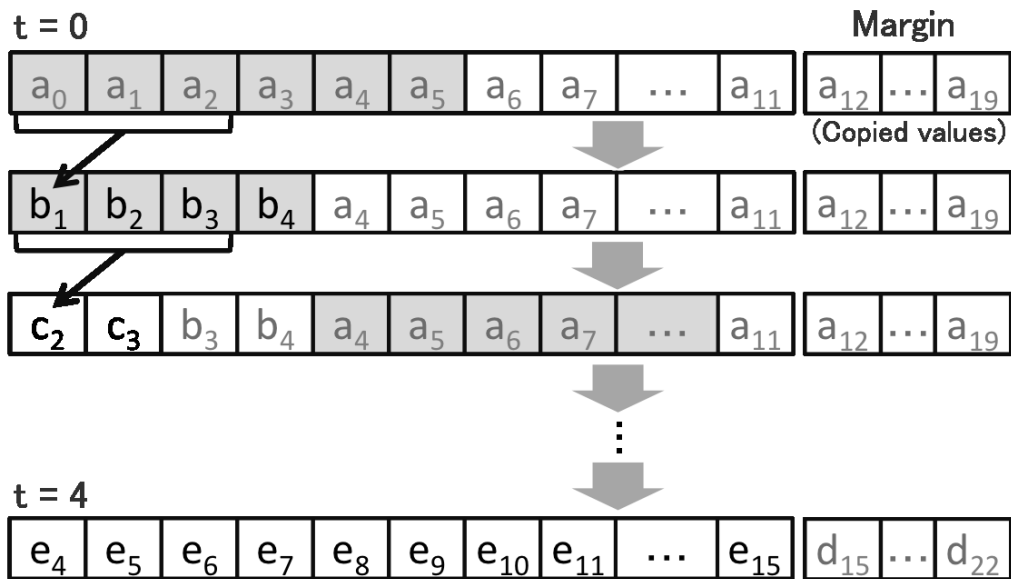 t = 0 Margin
a0 a1 a2 a3 a4 a5 a6 a7 ... a11 a12 ... a19
(Copied values)
b1 b2 b3 b4 a4 a5 a6 a7 ... a11 a12 ... a19
c2 c3 b3 b4 a4 a5 a6 a7 ... a11 a12 ... a19
⋮
t = 4
e4 e5 e6 e7 e8 e9 e10 e11 ... e15 d15 ... d22